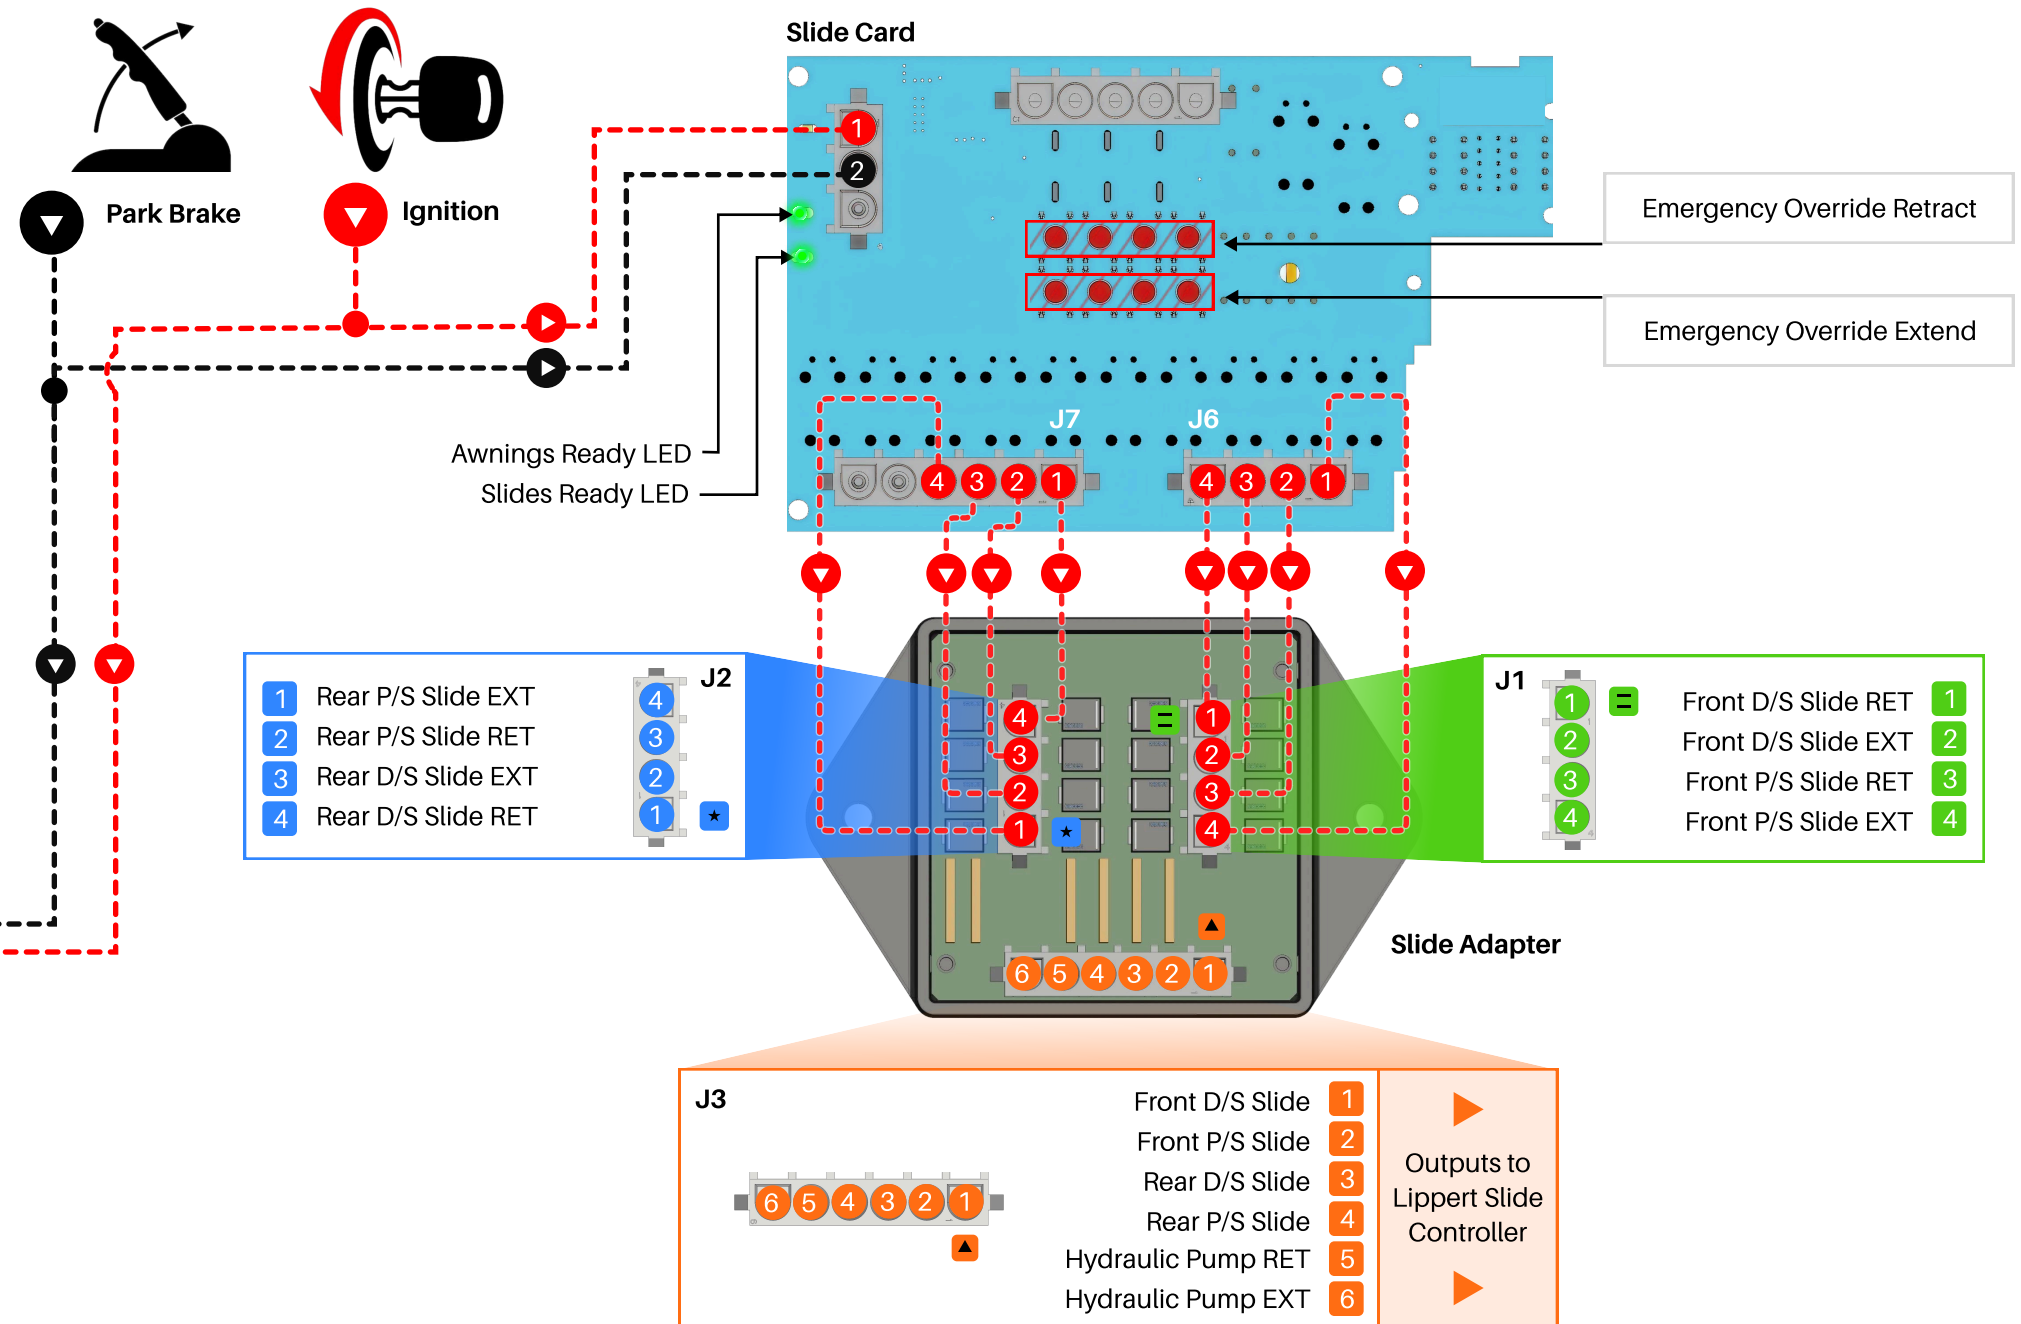 Slide Card
Park Brake
Ignition
1
2
Emergency Override Retract
Emergency Override Extend
Awnings Ready LED
Slides Ready LED
J7
J6
4 3 2 1
4 3 2 1
J2
1 Rear P/S Slide EXT
2 Rear P/S Slide RET
3 Rear D/S Slide EXT
4 Rear D/S Slide RET
4
3
2
1
4
3
2
1
1
2
3
4
J1
1
2
3
4
Front D/S Slide RET 1
Front D/S Slide EXT 2
Front P/S Slide RET 3
Front P/S Slide EXT 4
Slide Adapter
6 5 4 3 2 1
J3
6 5 4 3 2 1
Front D/S Slide 1
Front P/S Slide 2
Rear D/S Slide 3
Rear P/S Slide 4
Hydraulic Pump RET 5
Hydraulic Pump EXT 6
Outputs to
Lippert Slide
Controller